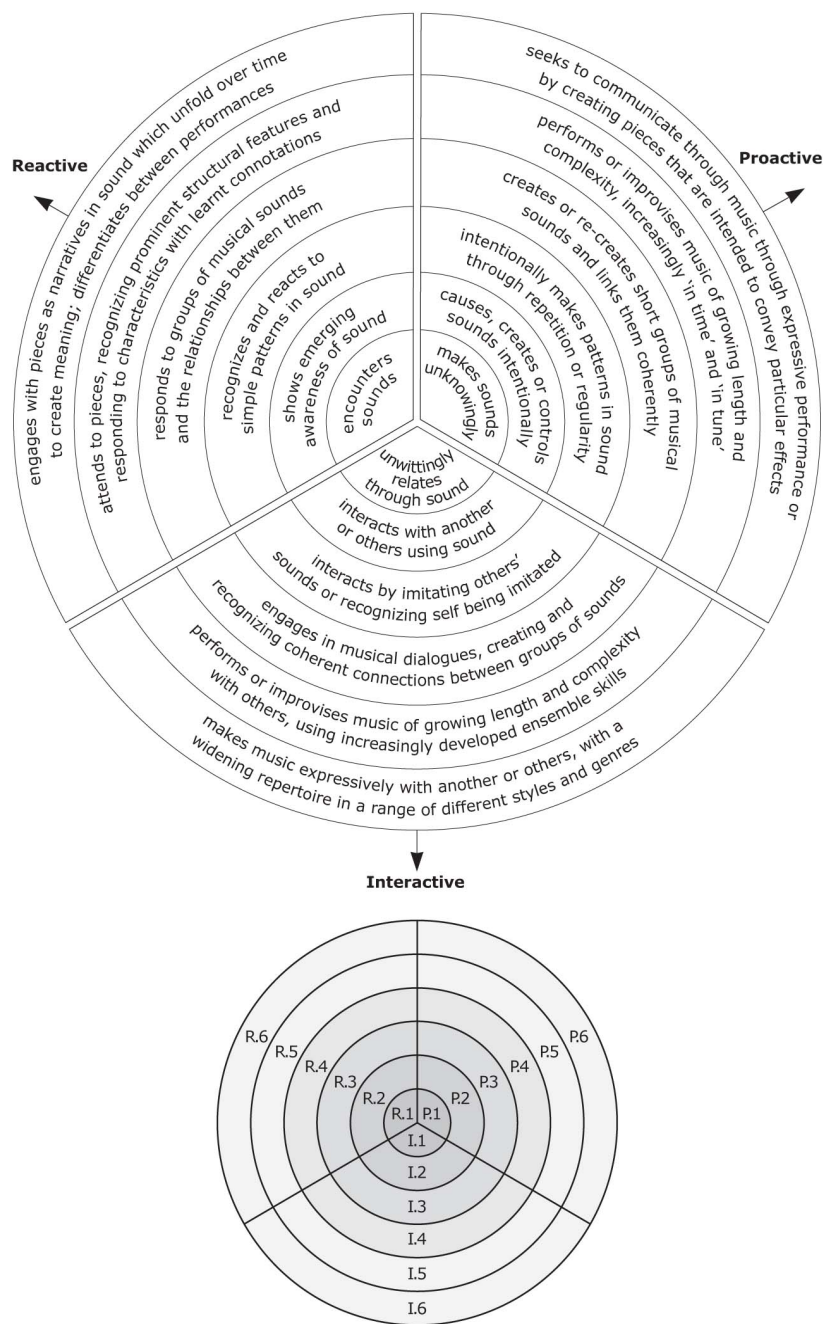 Reactive
engages with pieces as narratives in sound which unfold over time
to create meaning; differentiates between performances
attends to pieces, recognizing prominent structural features and
responding to characteristics with learnt connotations
responds to groups of musical sounds
and the relationships between them
recognizes and reacts to
simple patterns in sound
shows emerging
awareness of sound
encounters
sounds
Proactive
seeks to communicate through music through expressive performance or
by creating pieces that are intended to convey particular effects
performs or improvises music of growing length and
complexity, increasingly ‘in time’ and ‘in tune’
creates or re-creates short groups of musical
sounds and links them coherently
intentionally makes patterns in sound
through repetition or regularity
causes, creates or controls
sounds intentionally
makes sounds
unknowingly
unwittingly
relates
through sound
interacts with another
or others using sound
interacts by imitating others’
sounds or recognizing self being imitated
engages in musical dialogues, creating and
recognizing coherent connections between groups of sounds
performs or improvises music of growing length and complexity
with others, using increasingly developed ensemble skills
makes music expressively with another or others, with a
widening repertoire in a range of different styles and genres
Interactive
R.6
R.5
R.4
R.3
R.2
R.1
P.1
P.2
P.3
P.4
P.5
P.6
I.1
I.2
I.3
I.4
I.5
I.6